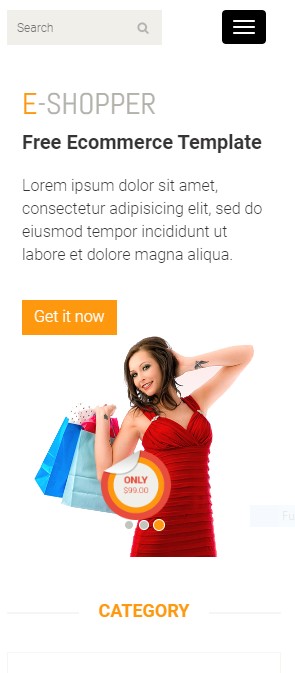 Search
E-SHOPPER
Free Ecommerce Template
Lorem ipsum dolor sit amet,
consectetur adipisicing elit, sed do
eiusmod tempor incididunt ut
labore et dolore magna aliqua.
Get it now
ONLY
$99.00
Fu
CATEGORY